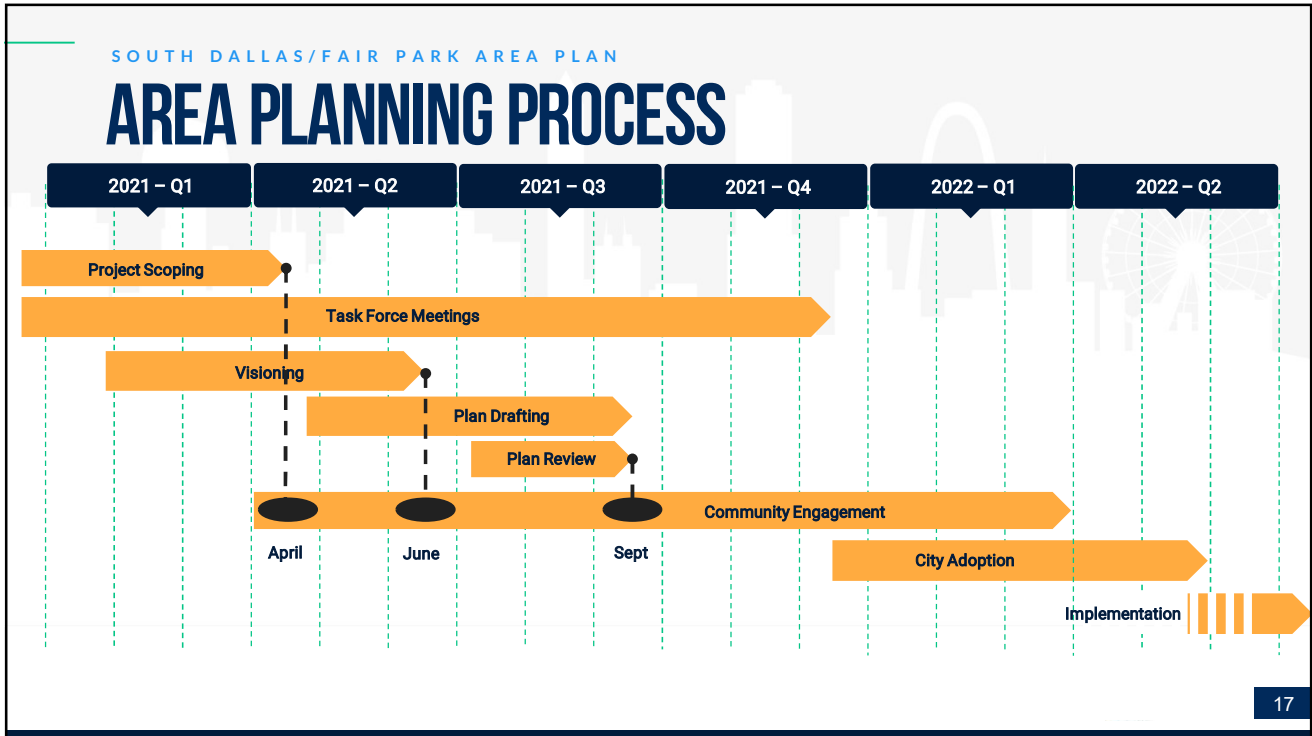 SOUTH DALLAS/FAIR PARK AREA PLAN
AREA PLANNING PROCESS
2021 – Q1
2021 – Q2
2021 – Q3
2021 – Q4
2022 – Q1
2022 – Q2
Project Scoping
Task Force Meetings
Visioning
Plan Drafting
Plan Review
Community Engagement
April
June
Sept
City Adoption
Implementation
17